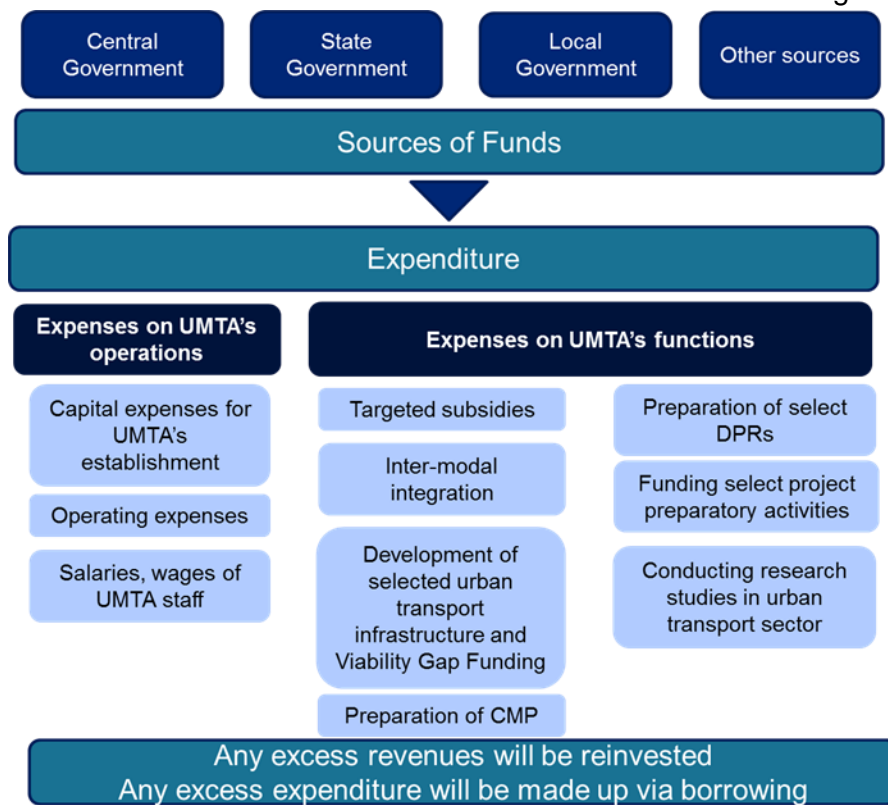 Central
Government
State
Government
Local
Government
Other sources
Sources of Funds
Expenditure
Expenses on UMTA's
operations
Capital expenses for
UMTA's
establishment
Operating expenses
Salaries, wages of
UMTA staff
Expenses on UMTA's functions
Targeted subsidies
Inter-modal
integration
Development of
selected urban
transport
infrastructure and
Viability Gap Funding
Preparation of CMP
Preparation of select
DPRs
Funding select project
preparatory activities
Conducting research
studies in urban
transport sector
Any excess revenues will be reinvested
Any excess expenditure will be made up via borrowing